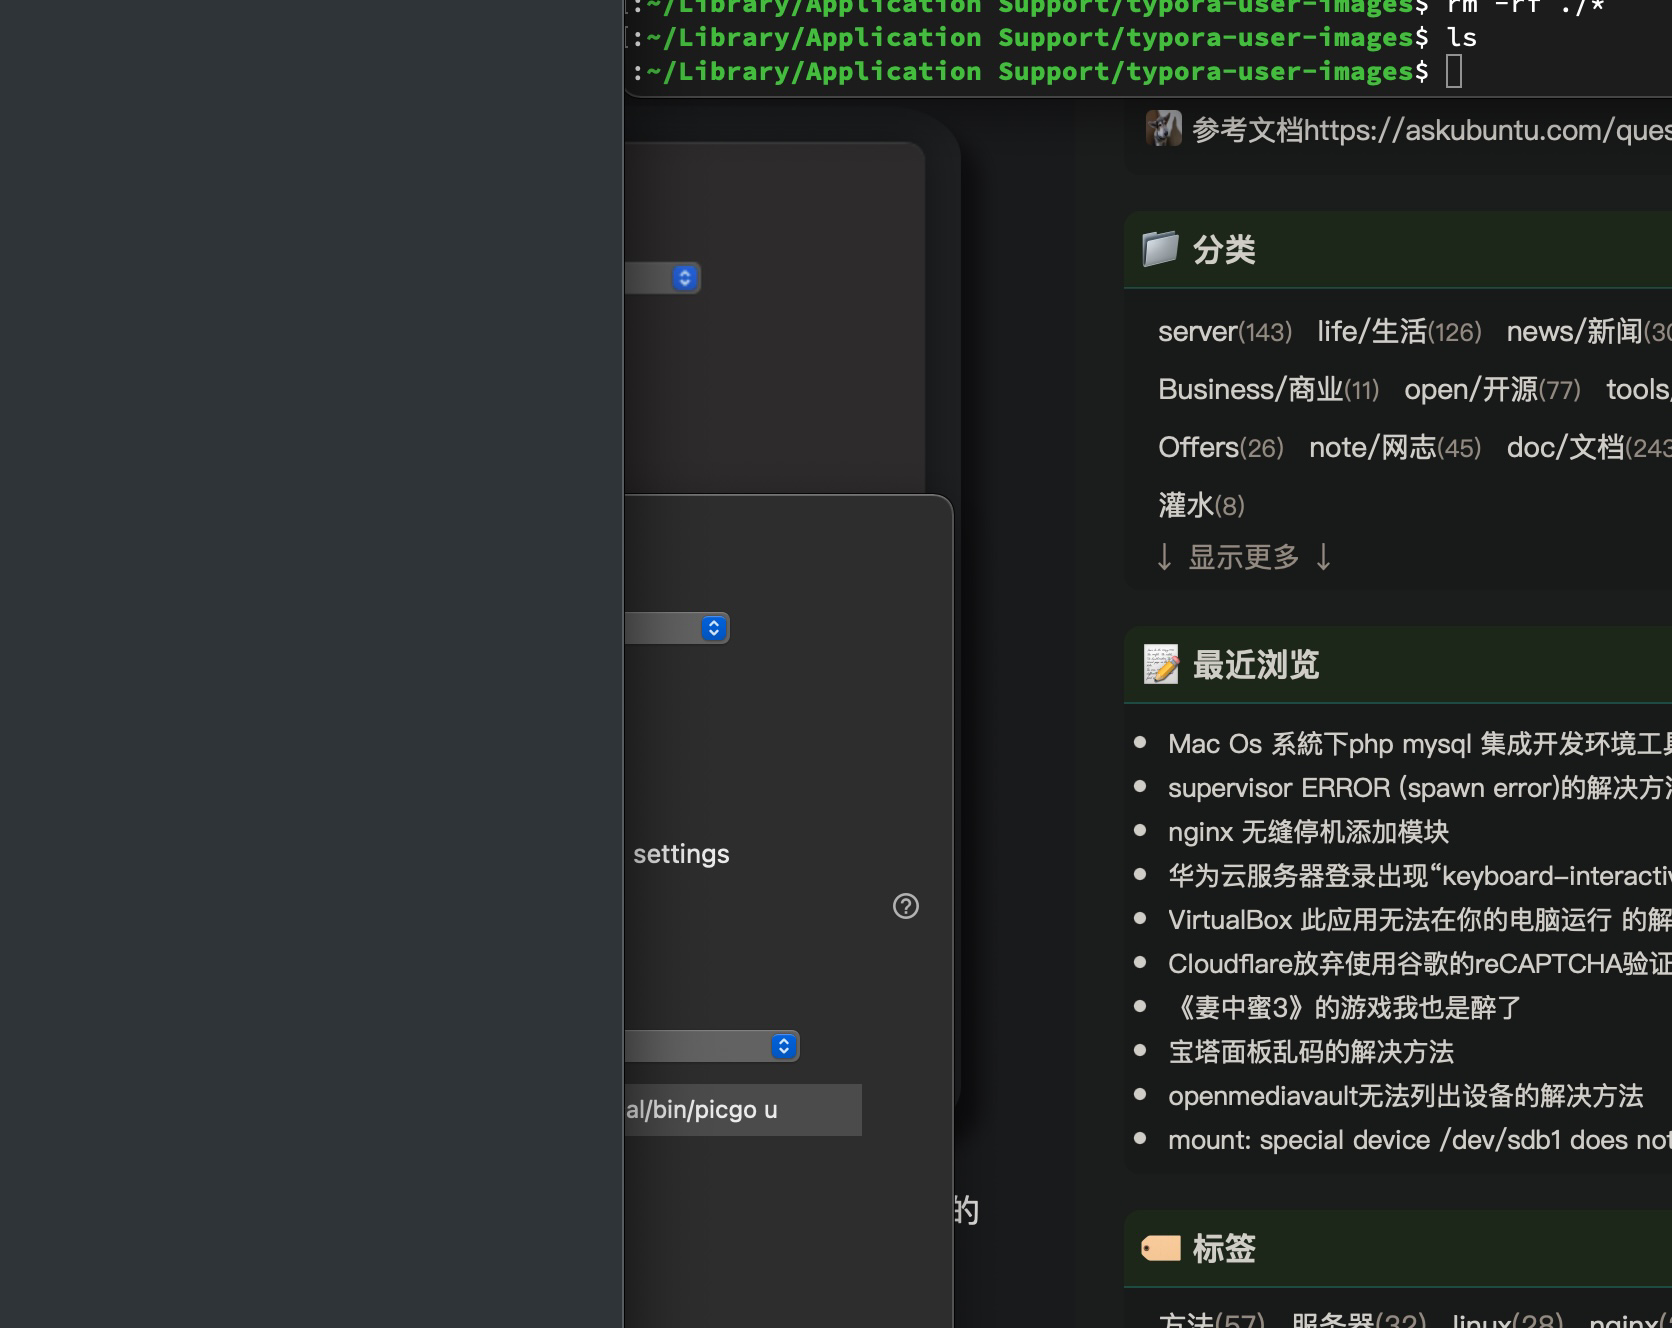 :~/Library/Application Support/typora-user-images$ rm -rf ./*
:~/Library/Application Support/typora-user-images$ ls
:~/Library/Application Support/typora-user-images$
参考文档https://askubuntu.com/ques
分类
server(143) life/生活(126) news/新闻(30
Business/商业(11) open/开源(77) tools/
Offers(26) note/网志(45) doc/文档(243
灌水(8)
↓ 显示更多 ↓
settings
al/bin/picgo u
的
最近浏览
Mac Os 系統下php mysql 集成开发环境工具
supervisor ERROR (spawn error)的解决方法
nginx 无缝停机添加模块
华为云服务器登录出现“keyboard-interactiv
VirtualBox 此应用无法在你的电脑运行 的解
Cloudflare放弃使用谷歌的reCAPTCHA验证
《妻中蜜3》的游戏我也是醉了
宝塔面板乱码的解决方法
openmediavault无法列出设备的解决方法
mount: special device /dev/sdb1 does not
标签
方法(57) 服务器(32) linux(28) nginx(